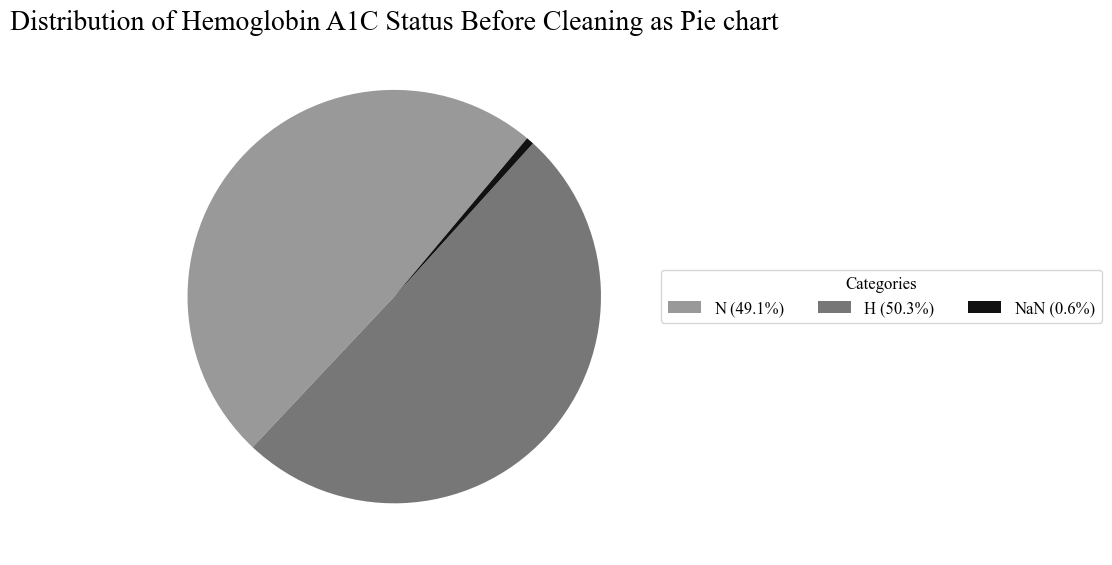 Distribution of Hemoglobin A1C Status Before Cleaning as Pie chart
Categories
N (49.1%) H (50.3%) NaN (0.6%)